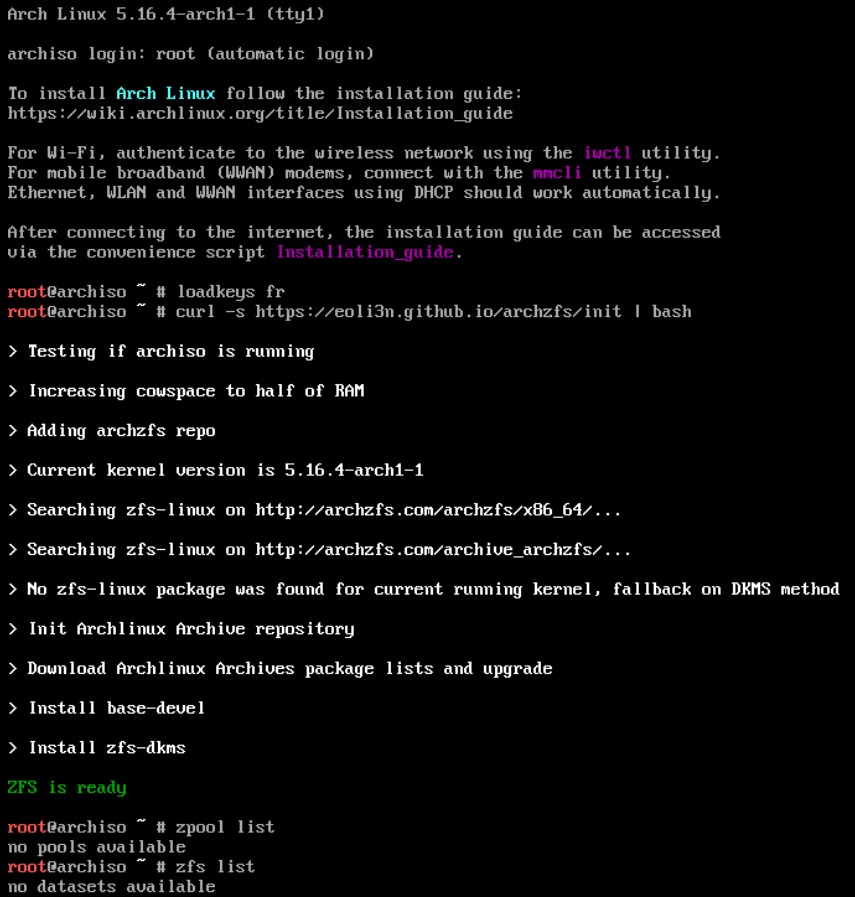 Arch Linux 5.16.4-arch1-1 (tty1)
archiso login: root (automatic login)
To install Arch Linux follow the installation guide:
https://wiki.archlinux.org/title/Installation_guide
For Wi-Fi, authenticate to the wireless network using the iwctl utility.
For mobile broadband (WWAN) modems, connect with the mmcli utility.
Ethernet, WLAN and WWAN interfaces using DHCP should work automatically.
After connecting to the internet, the installation guide can be accessed
via the convenience script Installation_guide.
root@archiso ~ # loadkeys fr
root@archiso ~ # curl -s https://eoli3n.github.io/archzfs/init | bash
> Testing if archiso is running
> Increasing cowspace to half of RAM
> Adding archzfs repo
> Current kernel version is 5.16.4-arch1-1
> Searching zfs-linux on http://archzfs.com/archzfs/x86_64/...
> Searching zfs-linux on http://archzfs.com/archive_archzfs/...
> No zfs-linux package was found for current running kernel, fallback on DKMS method
> Init Archlinux Archive repository
> Download Archlinux Archives package lists and upgrade
> Install base-devel
> Install zfs-dkms
ZFS is ready
root@archiso ~ # zpool list
no pools available
root@archiso ~ # zfs list
no datasets available